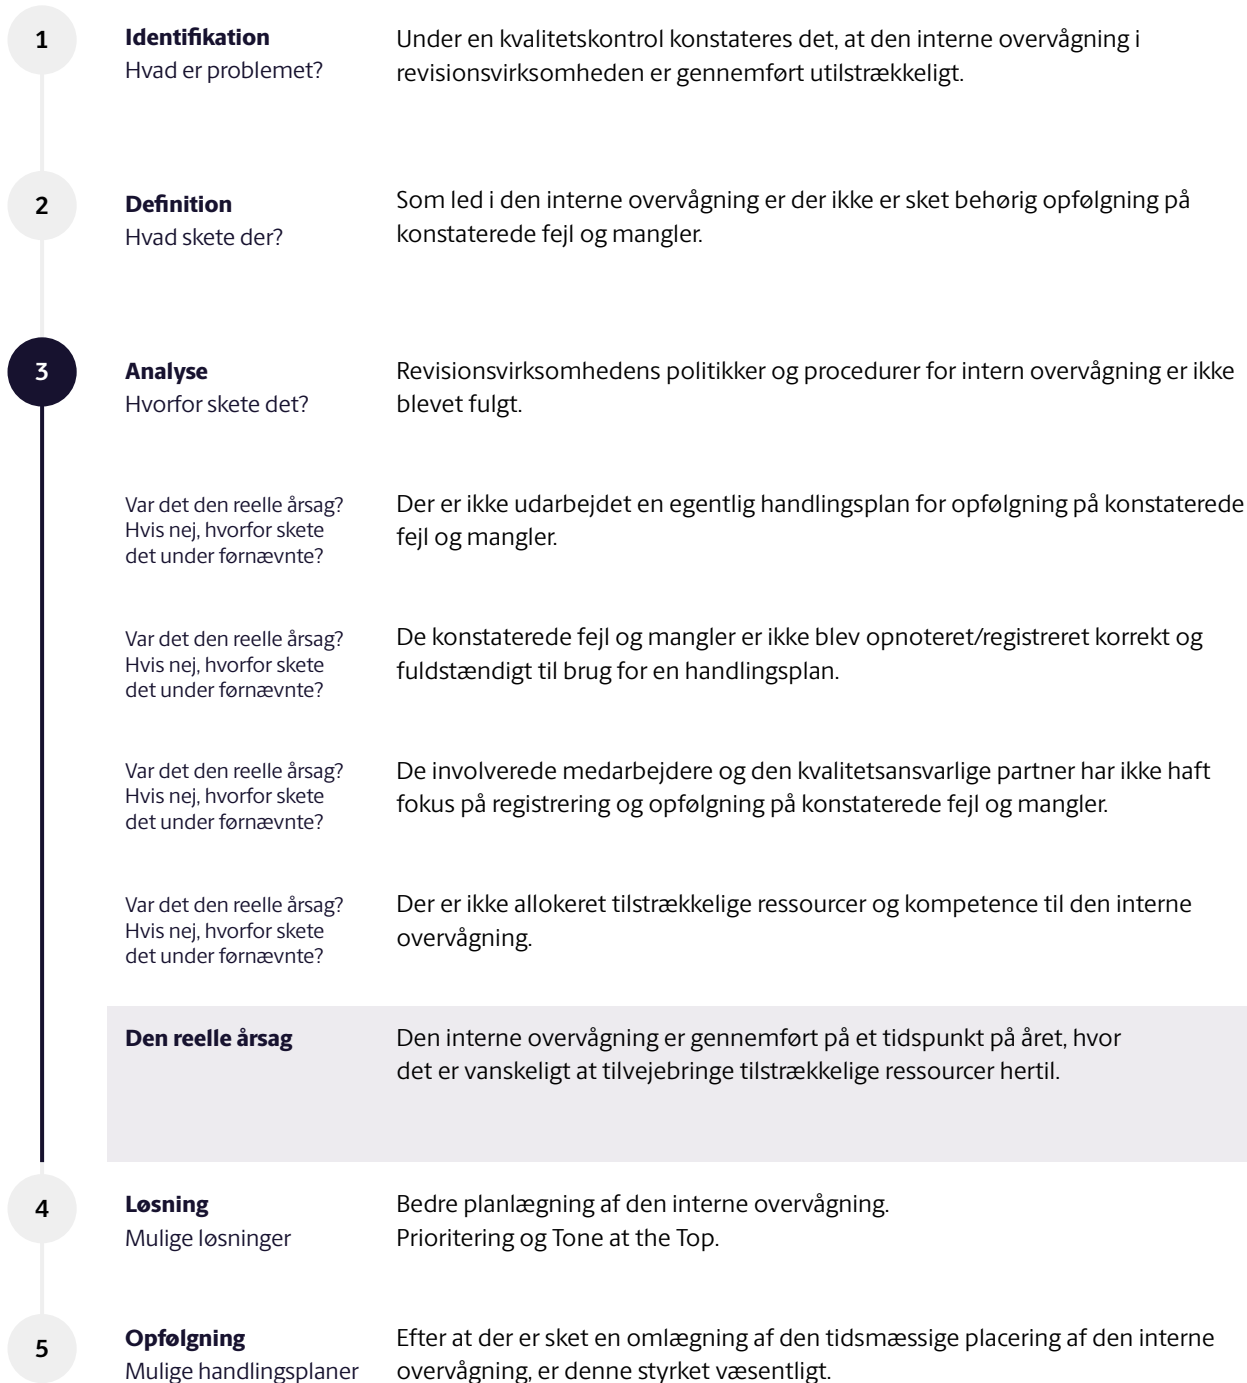 1
Identifikation
Hvad er problemet?
Under en kvalitetskontrol konstateres det, at den interne overvågning i
revisionsvirksomheden er gennemført utilstrækkeligt.
2
Definition
Hvad skete der?
Som led i den interne overvågning er der ikke er sket behørig opfølgning på
konstaterede fejl og mangler.
3
Analyse
Hvorfor skete det?
Revisionsvirksomhedens politikker og procedurer for intern overvågning er ikke
blevet fulgt.
Var det den reelle årsag?
Hvis nej, hvorfor skete
det under førnævnte?
Der er ikke udarbejdet en egentlig handlingsplan for opfølgning på konstaterede
fejl og mangler.
Var det den reelle årsag?
Hvis nej, hvorfor skete
det under førnævnte?
De konstaterede fejl og mangler er ikke blev opnoteret/registreret korrekt og
fuldstændigt til brug for en handlingsplan.
Var det den reelle årsag?
Hvis nej, hvorfor skete
det under førnævnte?
De involverede medarbejdere og den kvalitetsansvarlige partner har ikke haft
fokus på registrering og opfølgning på konstaterede fejl og mangler.
Var det den reelle årsag?
Hvis nej, hvorfor skete
det under førnævnte?
Der er ikke allokeret tilstrækkelige ressourcer og kompetence til den interne
overvågning.
Den reelle årsag
Den interne overvågning er gennemført på et tidspunkt på året, hvor
det er vanskeligt at tilvejebringe tilstrækkelige ressourcer hertil.
4
Løsning
Mulige løsninger
Bedre planlægning af den interne overvågning.
Prioritering og Tone at the Top.
5
Opfølgning
Mulige handlingsplaner
Efter at der er sket en omlægning af den tidsmæssige placering af den interne
overvågning, er denne styrket væsentligt.